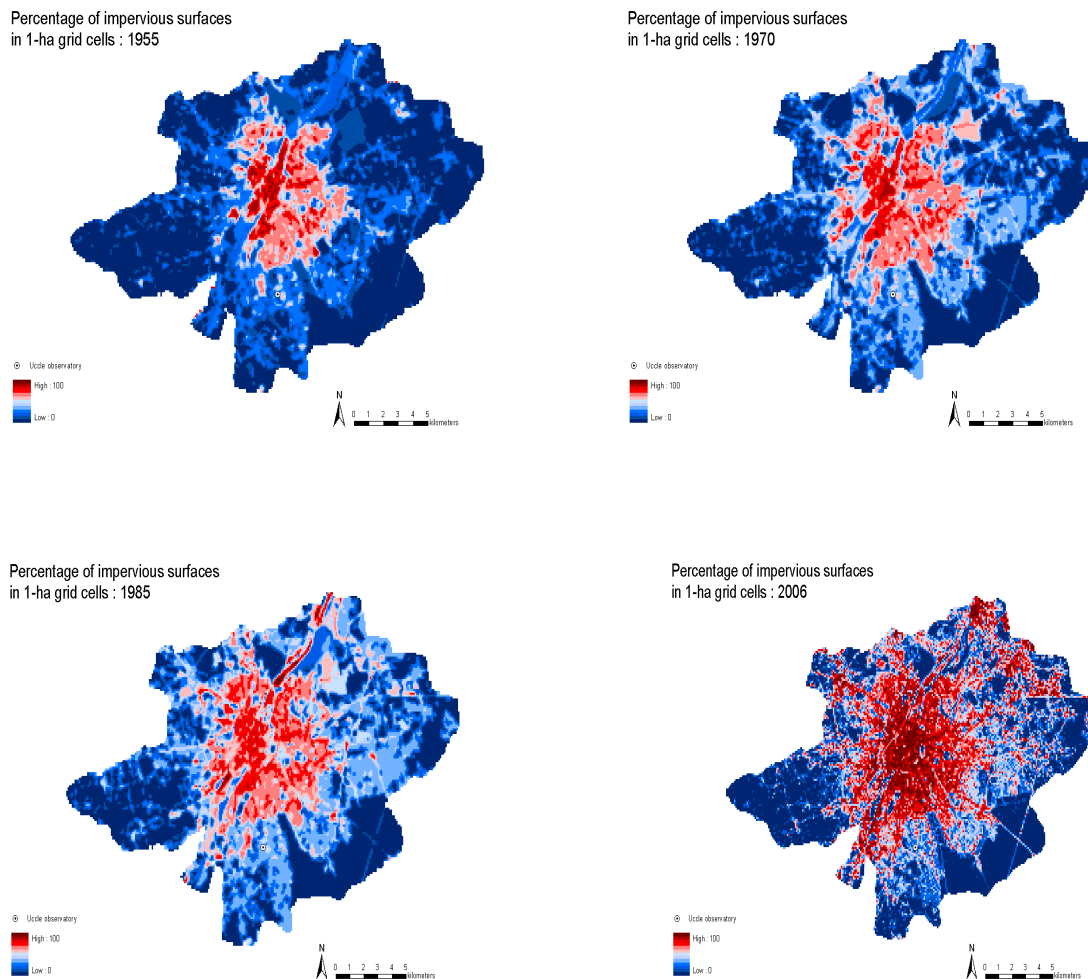 Percentage of impervious surfaces
in 1-ha grid cells : 1955
Uccle observatory
High : 100
Low : 0
N
0 1 2 3 4 5
kilometers
Percentage of impervious surfaces
in 1-ha grid cells : 1970
Uccle observatory
High : 100
Low : 0
N
0 1 2 3 4 5
kilometers
Percentage of impervious surfaces
in 1-ha grid cells : 1985
Uccle observatory
High : 100
Low : 0
N
0 1 2 3 4 5
kilometers
Percentage of impervious surfaces
in 1-ha grid cells : 2006
Uccle observatory
High : 100
Low : 0
N
0 1 2 3 4 5
kilometers